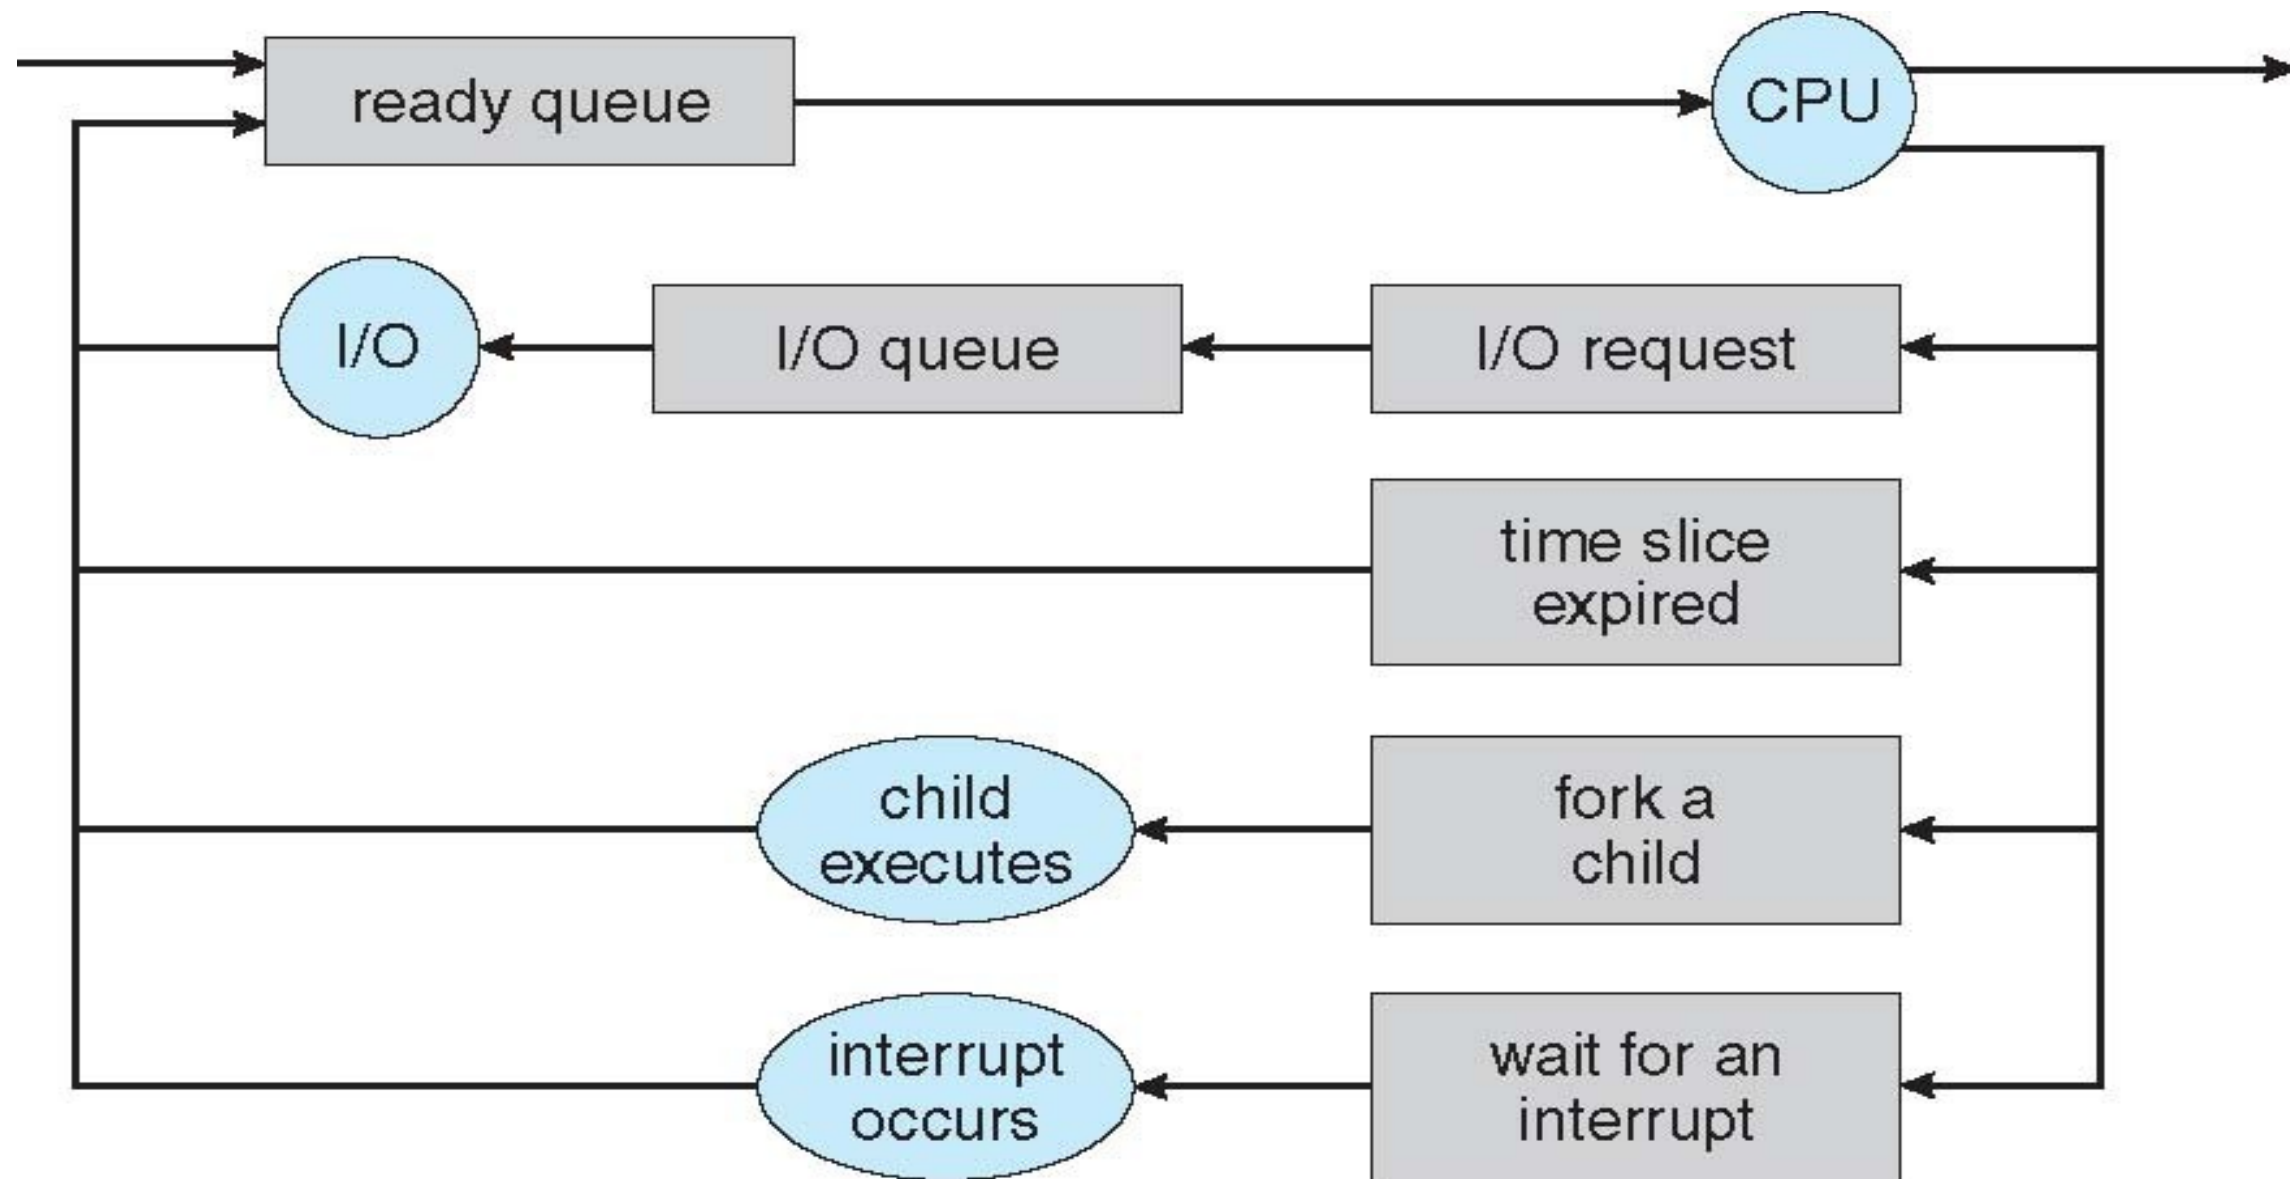 ready queue
CPU
I/O
I/O queue
I/O request
time slice
expired
child
executes
fork a
child
interrupt
occurs
wait for an
interrupt